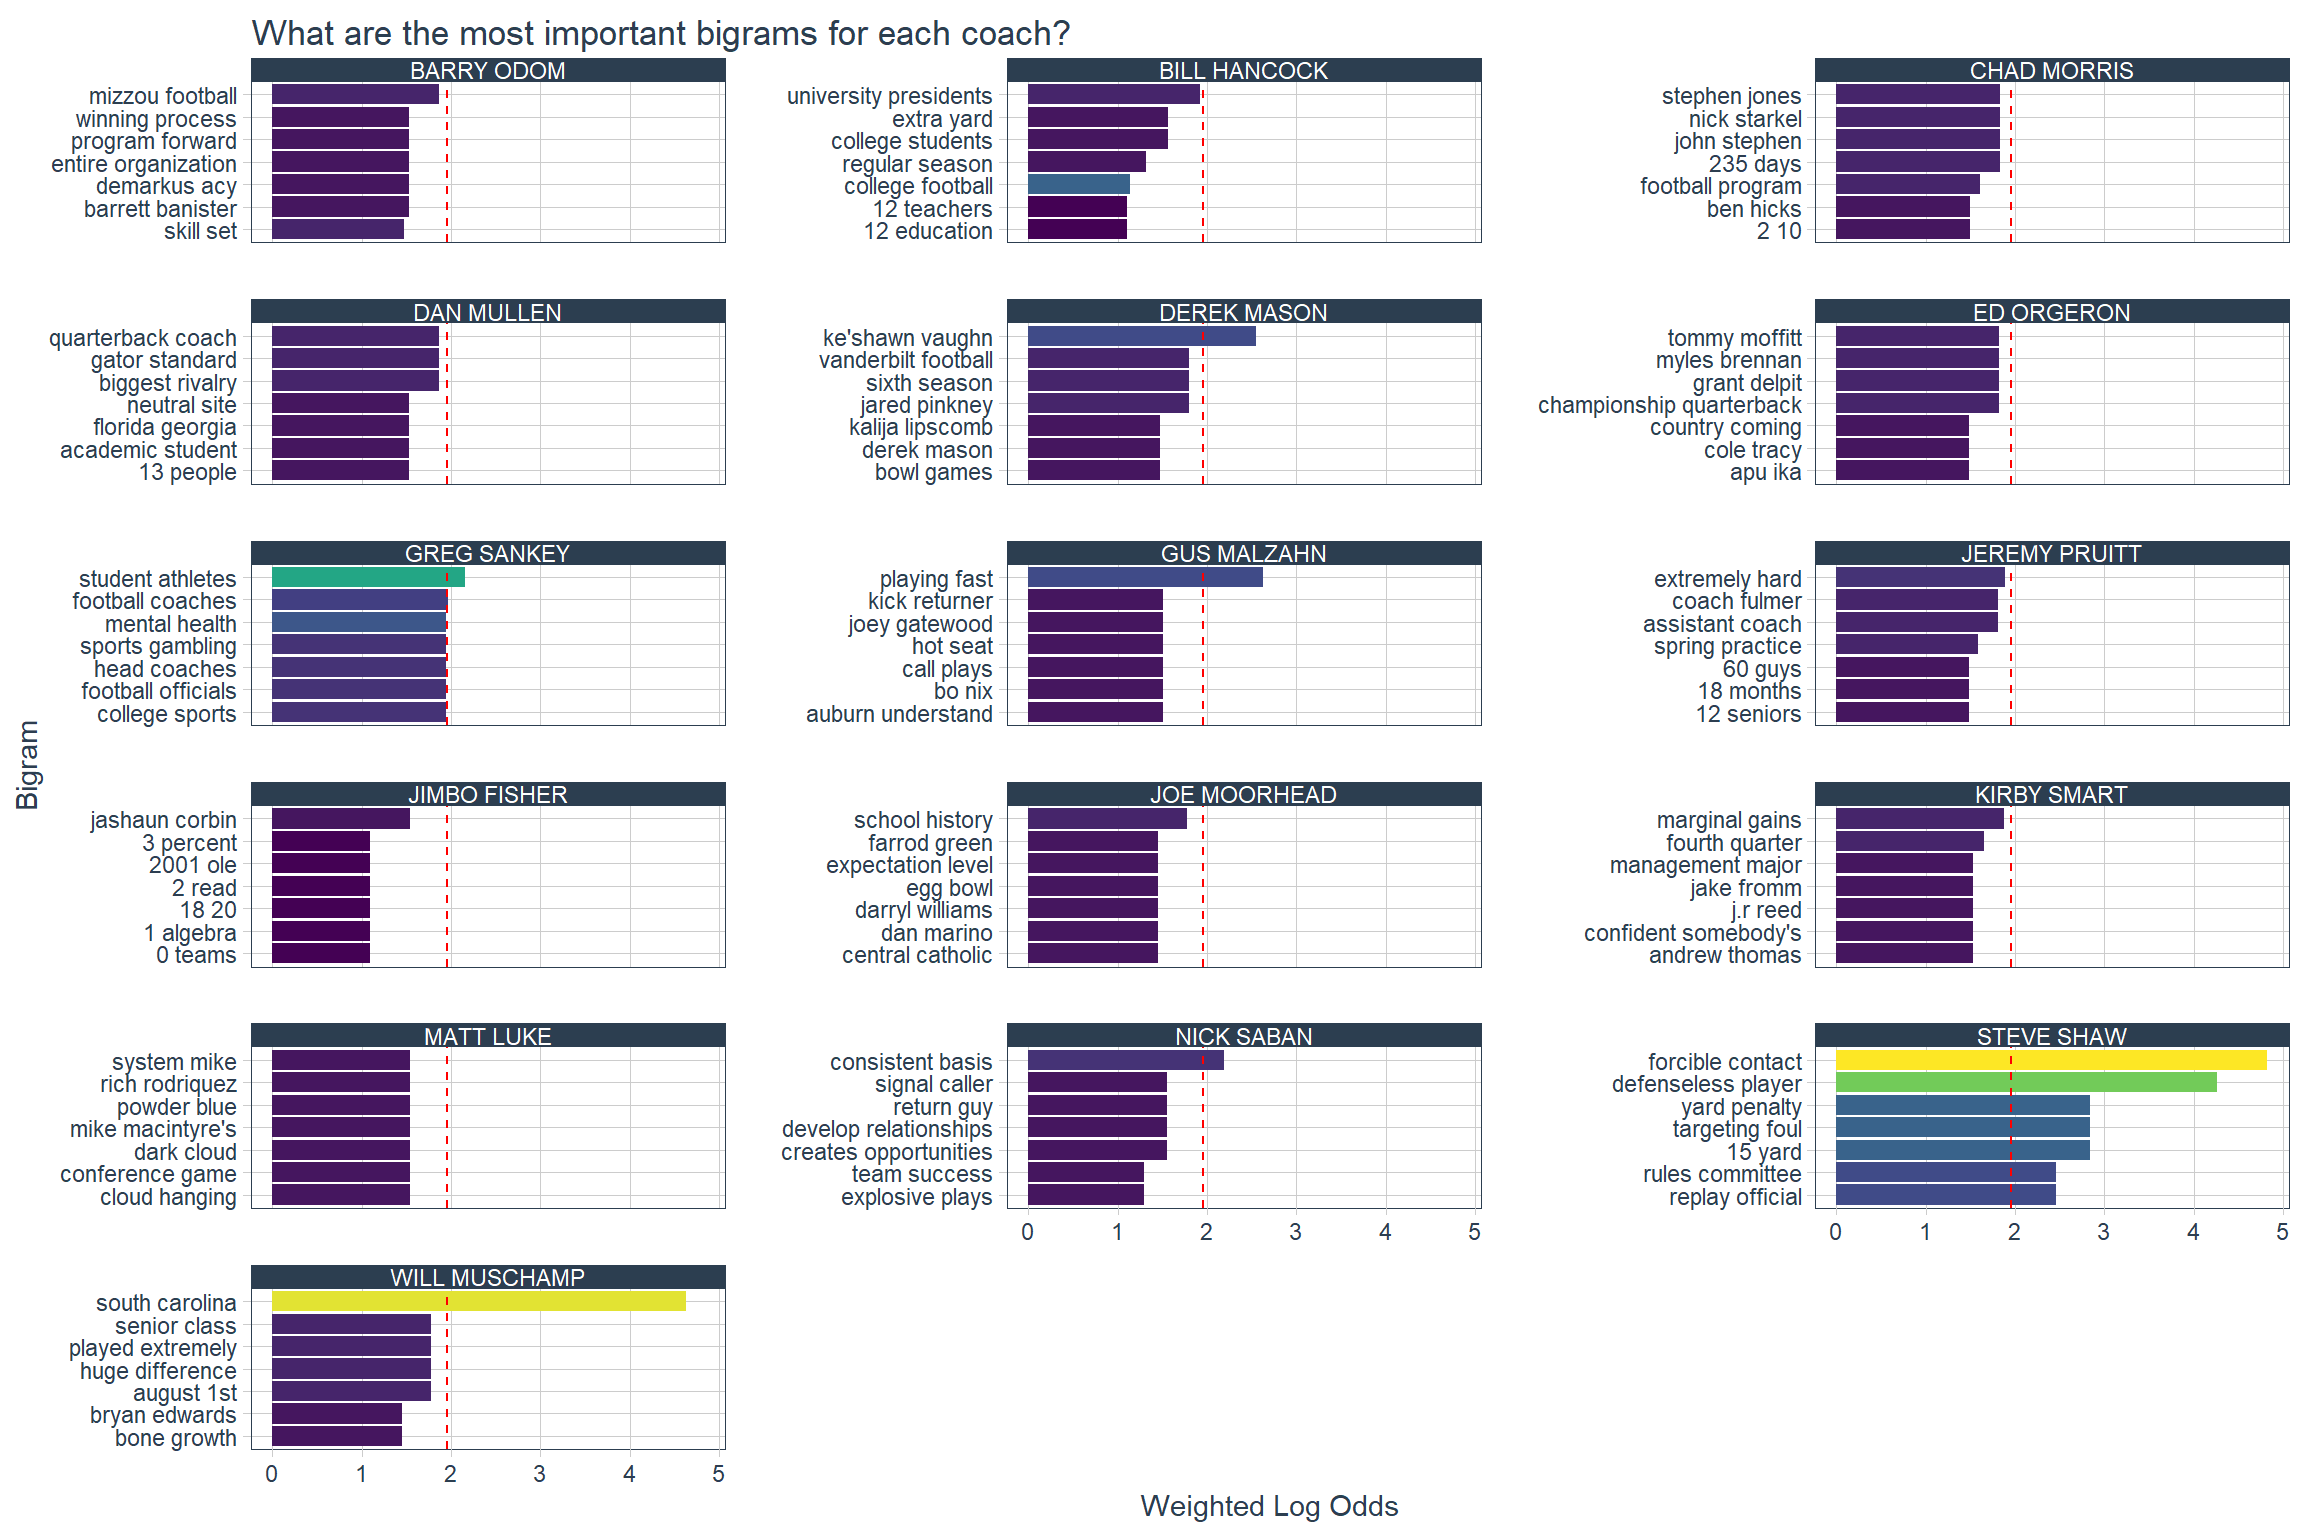 What are the most important bigrams for each coach?
BARRY ODOM
mizzou football
winning process
program forward
entire organization
demarkus acy
barrett banister
skill set
BILL HANCOCK
university presidents
extra yard
college students
regular season
college football
12 teachers
12 education
CHAD MORRIS
stephen jones
nick starkel
john stephen
235 days
football program
ben hicks
2 10
DAN MULLEN
quarterback coach
gator standard
biggest rivalry
neutral site
florida georgia
academic student
13 people
DEREK MASON
ke'shawn vaughn
vanderbilt football
sixth season
jared pinkney
kalija lipscomb
derek mason
bowl games
ED ORGERON
tommy moffitt
myles brennan
grant delpit
championship quarterback
country coming
cole tracy
apu ika
GREG SANKEY
student athletes
football coaches
mental health
sports gambling
head coaches
football officials
college sports
GUS MALZAHN
playing fast
kick returner
joey gatewood
hot seat
call plays
bo nix
auburn understand
JEREMY PRUITT
extremely hard
coach fulmer
assistant coach
spring practice
60 guys
18 months
12 seniors
JIMBO FISHER
jashaun corbin
3 percent
2001 ole
2 read
18 20
1 algebra
0 teams
JOE MOORHEAD
school history
farrod green
expectation level
egg bowl
darryl williams
dan marino
central catholic
KIRBY SMART
marginal gains
fourth quarter
management major
jake fromm
j.r reed
confident somebody's
andrew thomas
MATT LUKE
system mike
rich rodriquez
powder blue
mike macintyre's
dark cloud
conference game
cloud hanging
NICK SABAN
consistent basis
signal caller
return guy
develop relationships
creates opportunities
team success
explosive plays
0 1 2 3 4 5
STEVE SHAW
forcible contact
defenseless player
yard penalty
targeting foul
15 yard
rules committee
replay official
0 1 2 3 4 5
WILL MUSCHAMP
south carolina
senior class
played extremely
huge difference
august 1st
bryan edwards
bone growth
0 1 2 3 4 5
Bigram
Weighted Log Odds